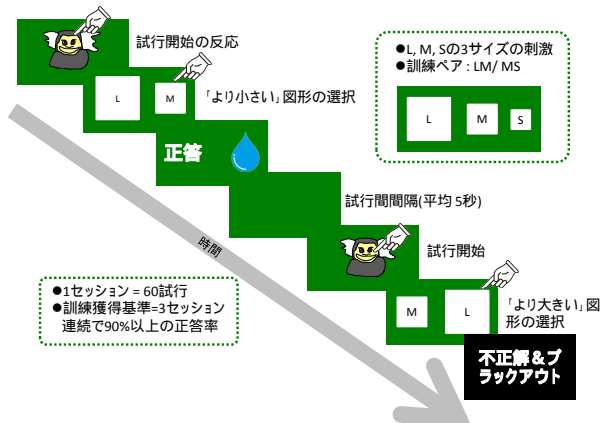 試行開始の反応
L
M
「より小さい」図形の選択
●L, M, Sの3サイズの刺激
●訓練ペア : LM/ MS
L
M
S
正答
試行間間隔(平均 5秒)
時間
試行開始
●1セッション = 60試行
●訓練獲得基準=3セッション
連続で90%以上の正答率
M
L
「より大きい」図
形の選択
不正解&ブ
ラックアウト